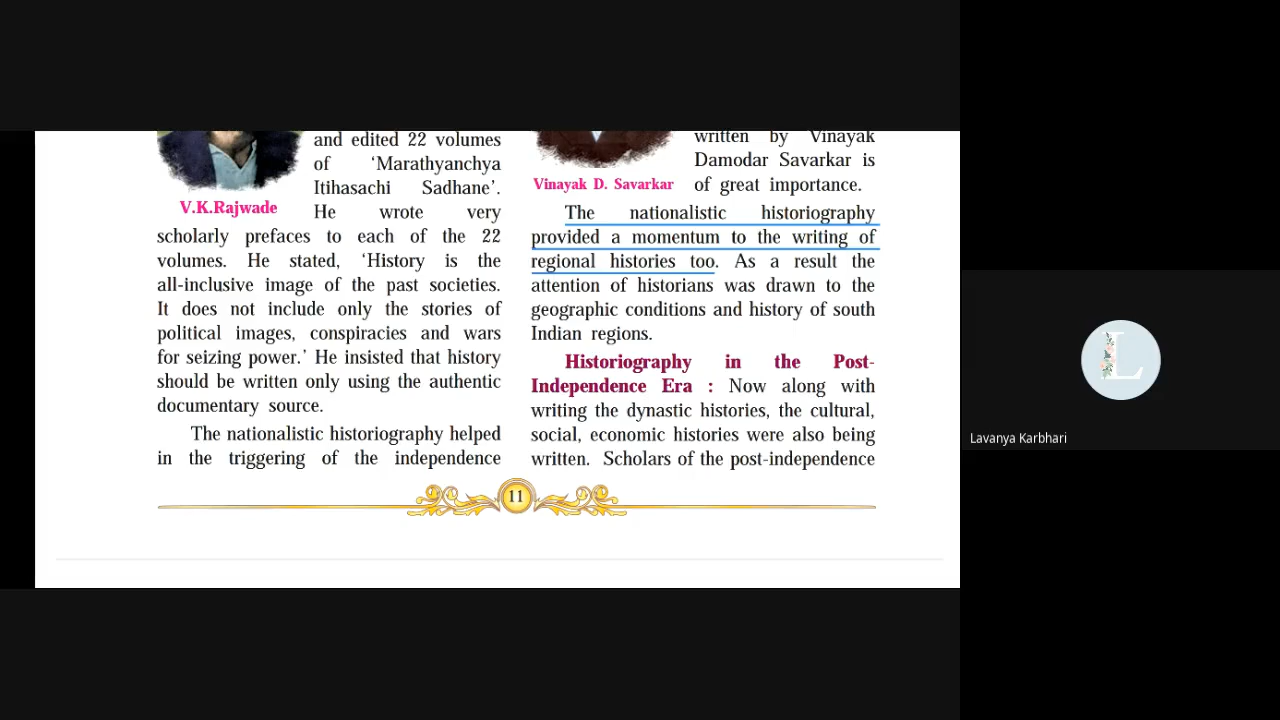 and edited 22 volumes
of ‘Marathyanchya
Itihasachi Sadhane’.
V.K.Rajwade
He wrote very
scholarly prefaces to each of the 22
volumes. He stated, ‘History is the
all-inclusive image of the past societies.
It does not include only the stories of
political images, conspiracies and wars
for seizing power.’ He insisted that history
should be written only using the authentic
documentary source.
The nationalistic historiography helped
in the triggering of the independence
written by Vinayak
Damodar Savarkar is
Vinayak D. Savarkar
of great importance.
The nationalistic historiography
provided a momentum to the writing of
regional histories too. As a result the
attention of historians was drawn to the
geographic conditions and history of south
Indian regions.
Historiography in the Post-
Independence Era : Now along with
writing the dynastic histories, the cultural,
social, economic histories were also being
written. Scholars of the post-independence
11
L
Lavanya Karbhari